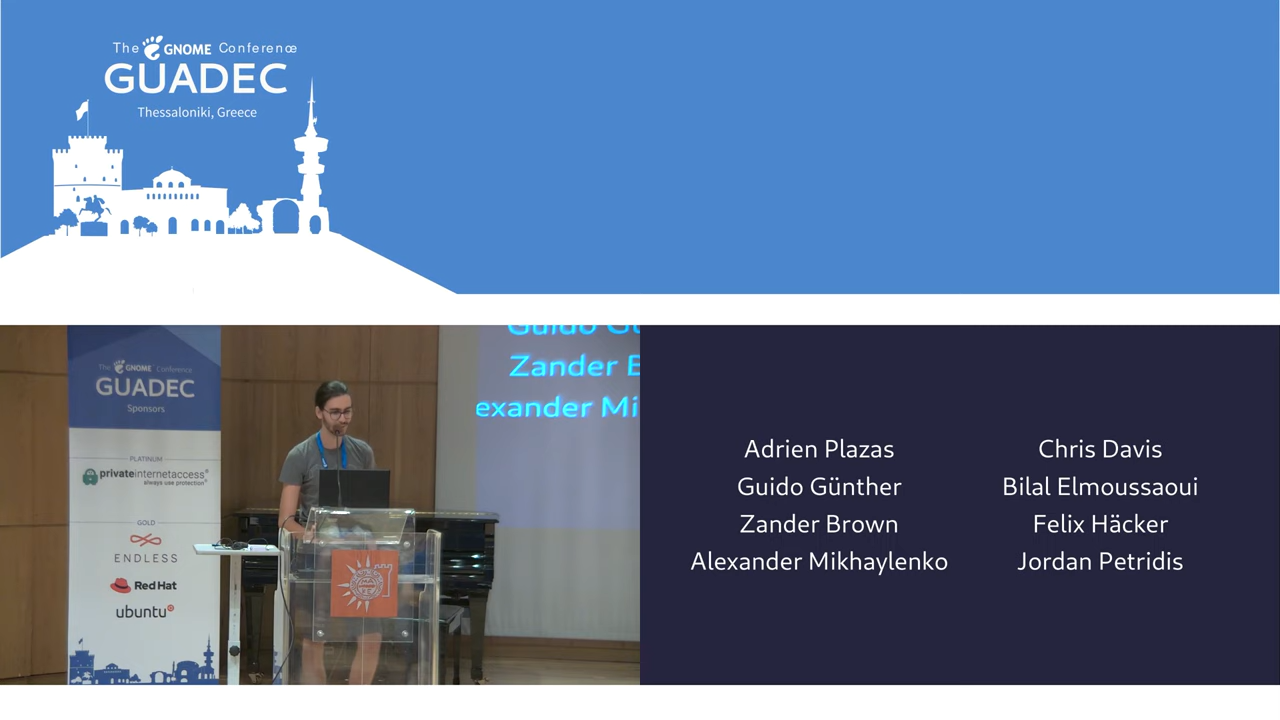 The GNOME Conference
GUADEC
Thessaloniki, Greece
The GNOME Conference
GUADEC
Sponsors
PLATINUM
privateinternetaccess®
always use protection®
GOLD
ENDLESS
Red Hat
ubuntu
Guido Gü
Zander B
exander Mi
Adrien Plazas
Guido Günther
Zander Brown
Alexander Mikhaylenko
Chris Davis
Bilal Elmoussaoui
Felix Häcker
Jordan Petridis